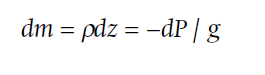 dm = ρdz = −dP / g